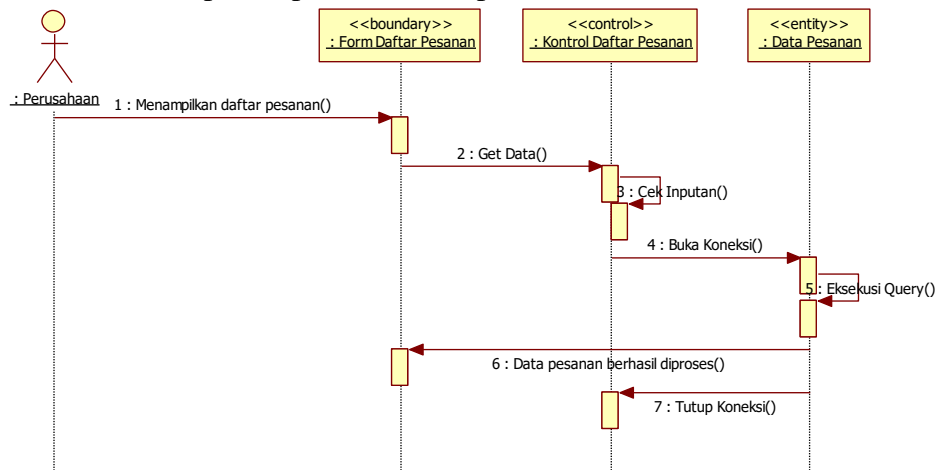 <<boundary>>
: Form Daftar Pesanan
<<control>>
: Kontrol Daftar Pesanan
<<entity>>
: Data Pesanan
: Perusahaan
1 : Menampilkan daftar pesanan()
2 : Get Data()
3 : Cek Inputan()
4 : Buka Koneksi()
5 : Eksekusi Query()
6 : Data pesanan berhasil diproses()
7 : Tutup Koneksi()